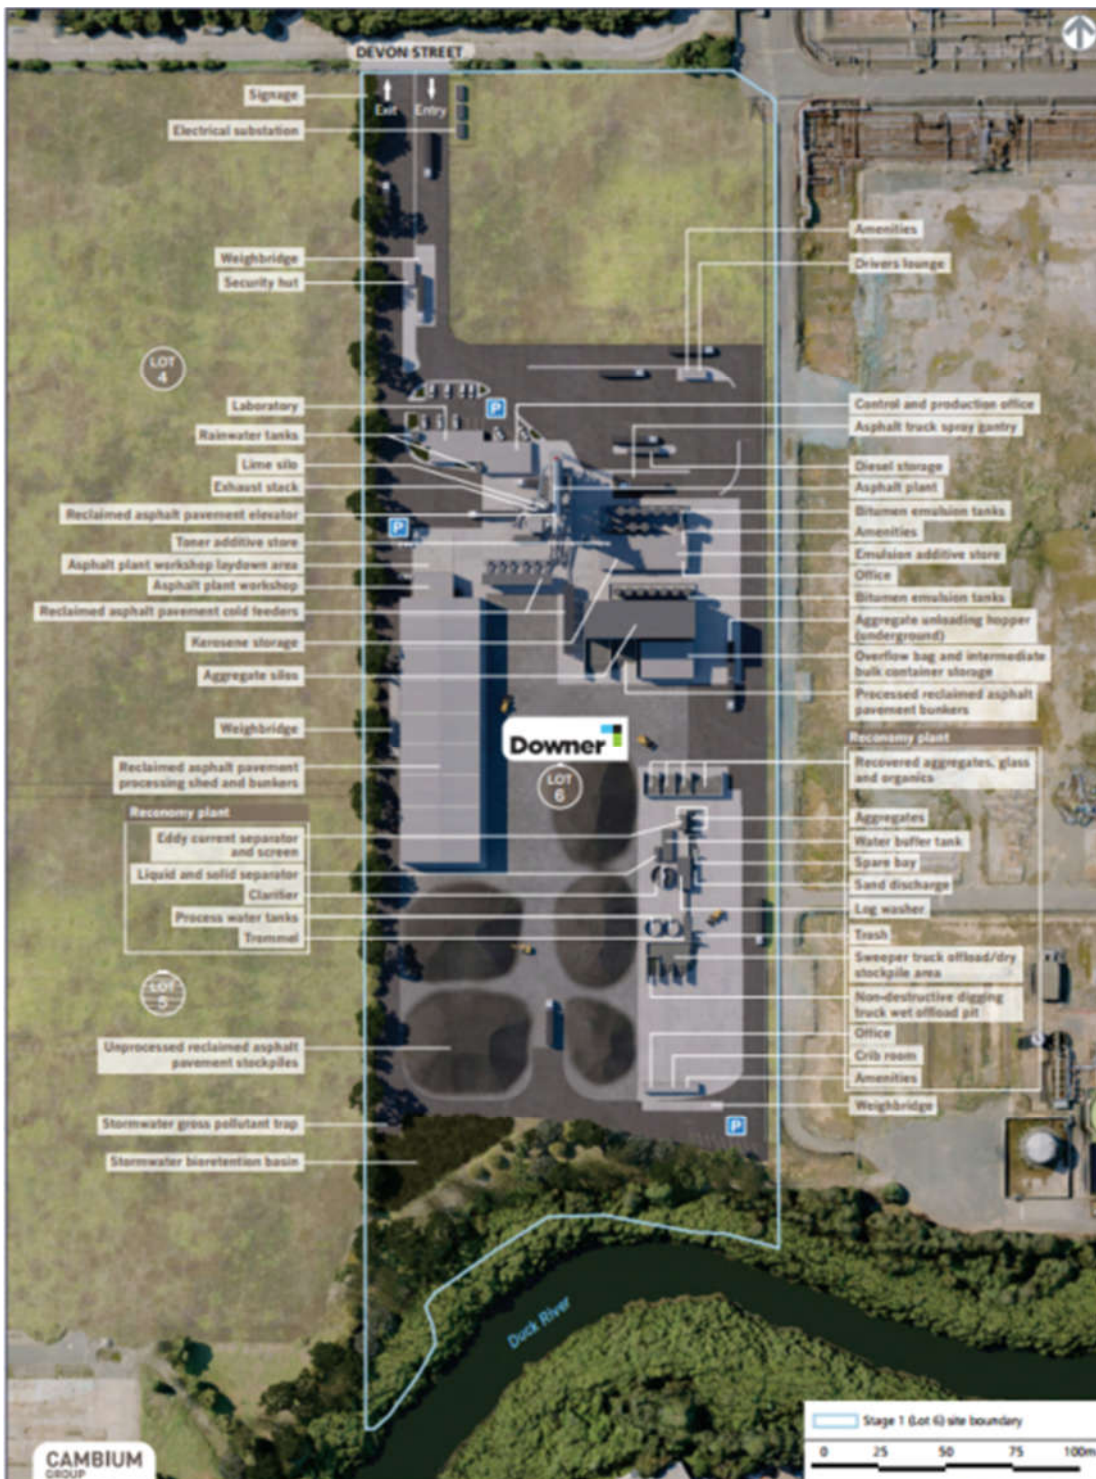 DEVON STREET
Exit
Entry
Signage
Electrical substation
Weighbridge
Security hut
LOT
4
Laboratory
Rainwater tanks
Lime silo
Exhaust stack
Reclaimed asphalt pavement elevator
Toner additive store
Asphalt plant workshop laydown area
Asphalt plant workshop
Reclaimed asphalt pavement cold feeders
Kerosene storage
Aggregate silos
Weighbridge
Reclaimed asphalt pavement
processing shed and bunkers
Reconomy plant
Eddy current separator
and screen
Liquid and solid separator
Clarifier
Process water tanks
Trommel
LOT
5
Unprocessed reclaimed asphalt
pavement stockpiles
Stormwater gross pollutant trap
Stormwater bioretention basin
P
P
Downer
LOT
6
P
Amenities
Drivers lounge
Control and production office
Asphalt truck spray gantry
Diesel storage
Asphalt plant
Bitumen emulsion tanks
Amenities
Emulsion additive store
Office
Bitumen emulsion tanks
Aggregate unloading hopper
(underground)
Overflow bag and intermediate
bulk container storage
Processed reclaimed asphalt
pavement bunkers
Reconomy plant
Recovered aggregates, glass
and organics
Aggregates
Water buffer tank
Spare bay
Sand discharge
Log washer
Trash
Sweeper truck offload/dry
stockpile area
Non-destructive digging
truck wet offload pit
Office
Crib room
Amenities
Weighbridge
Duck River
Stage 1 (Lot 6) site boundary
0 25 50 75 100m
CAMBIUM
GROUP